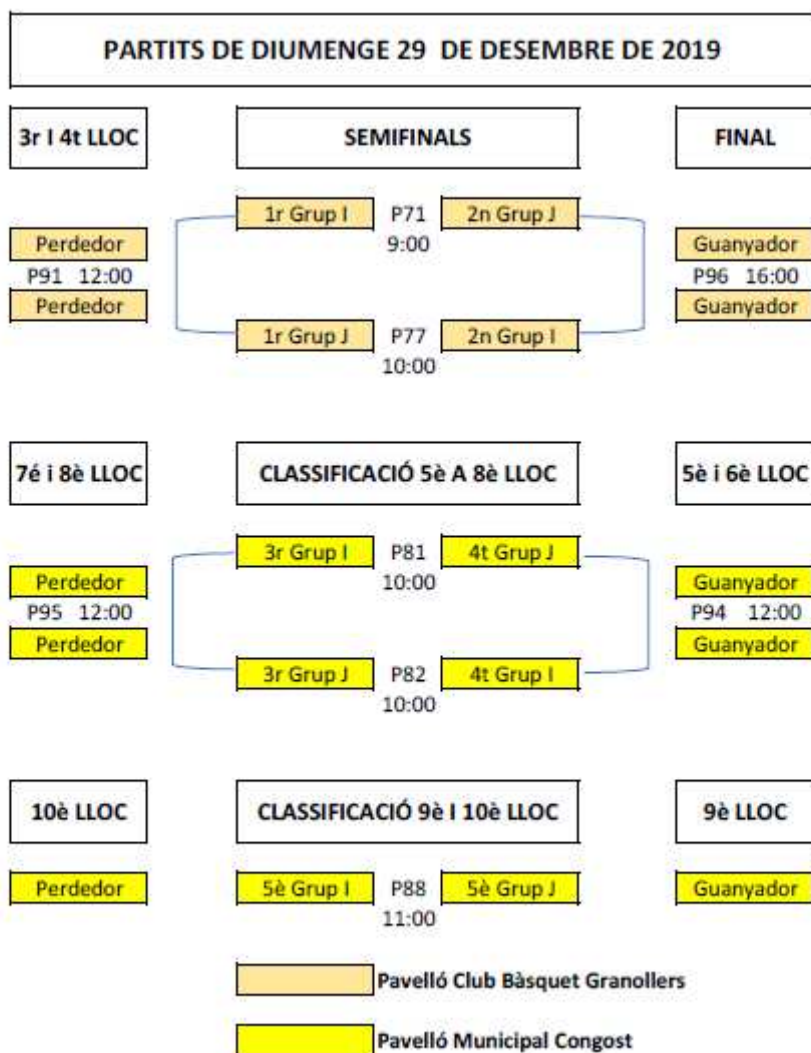 PARTITS DE DIUMENGE 29 DE DESEMBRE DE 2019
3r I 4t LLOC
SEMIFINALS
FINAL
1r Grup I P71 2n Grup J
9:00
Perdedor
P91 12:00
Perdedor
Guanyador
P96 16:00
Guanyador
1r Grup J P77 2n Grup I
10:00
7é i 8è LLOC
CLASSIFICACIÓ 5è A 8è LLOC
5è i 6è LLOC
3r Grup I P81 4t Grup J
10:00
Perdedor
P95 12:00
Perdedor
Guanyador
P94 12:00
Guanyador
3r Grup J P82 4t Grup I
10:00
10è LLOC
CLASSIFICACIÓ 9è I 10è LLOC
9è LLOC
Perdedor
5è Grup I P88 5è Grup J
11:00
Guanyador
Pavelló Club Bàsquet Granollers
Pavelló Municipal Congost